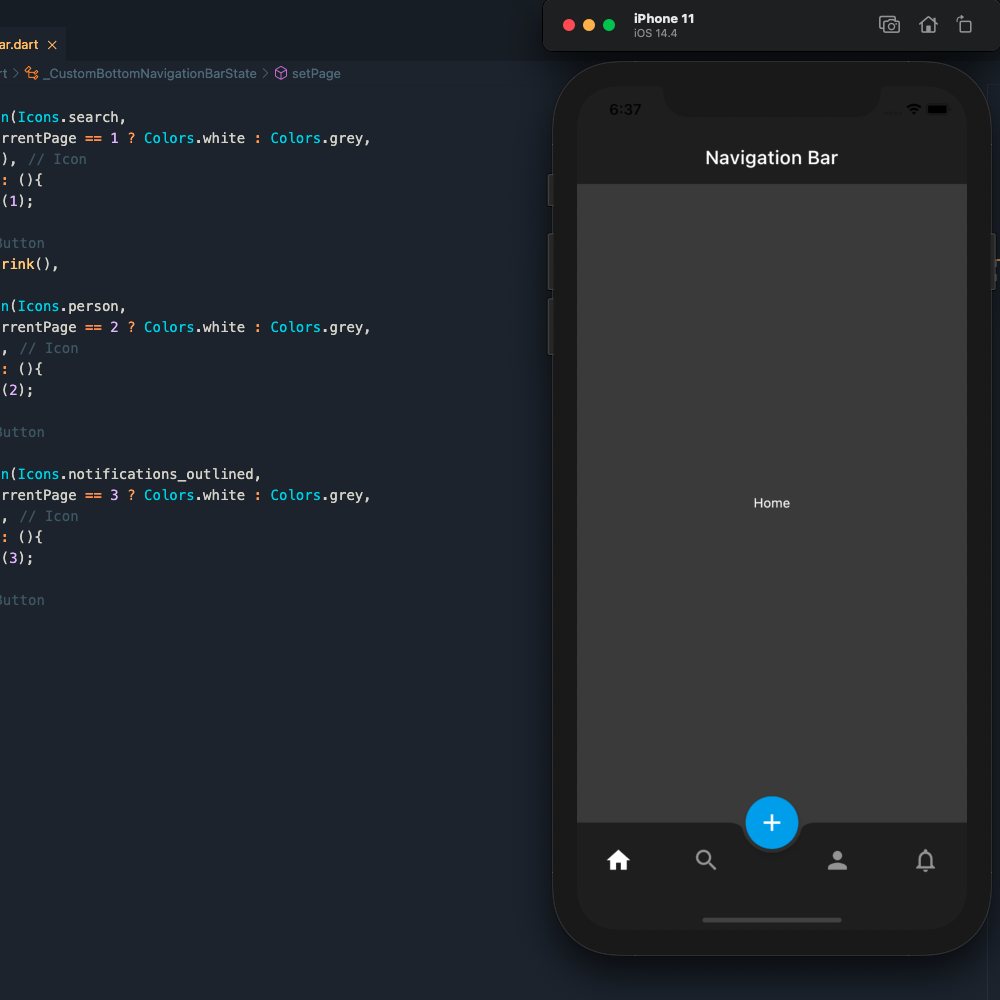 ar.dart
rt > _CustomBottomNavigationBarState > setPage
n(Icons.search,
rrentPage == 1 ? Colors.white : Colors.grey,
), // Icon
: (){
(1);
Button
rink(),
n(Icons.person,
rrentPage == 2 ? Colors.white : Colors.grey,
, // Icon
: (){
(2);
Button
n(Icons.notifications_outlined,
rrentPage == 3 ? Colors.white : Colors.grey,
, // Icon
: (){
(3);
Button
iPhone 11
iOS 14.4
6:37
Navigation Bar
Home